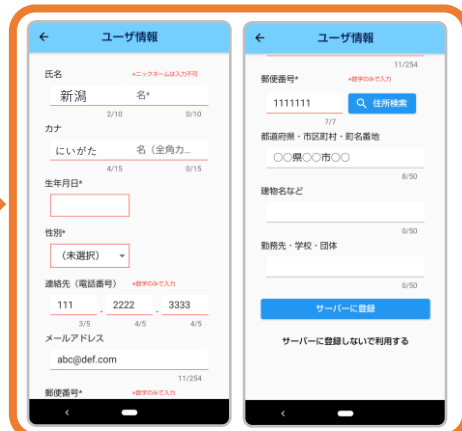 ユーザ情報
氏名 *ニックネームは入力不可
新潟 名*
2/10 0/10
カナ
にいがた 名（全角カ...
4/15 0/15
生年月日*
性別*
（未選択）
連絡先（電話番号） *数字のみで入力
111 - 2222 - 3333
3/5 4/5 4/5
メールアドレス
abc@def.com
11/254
郵便番号* *数字のみで入力
ユーザ情報
11/254
郵便番号* *数字のみで入力
1111111 住所検索
7/7
都道府県・市区町村・町名番地
○○県○○市○○
8/50
建物名など
0/50
勤務先・学校・団体
0/50
サーバーに登録
サーバーに登録しないで利用する